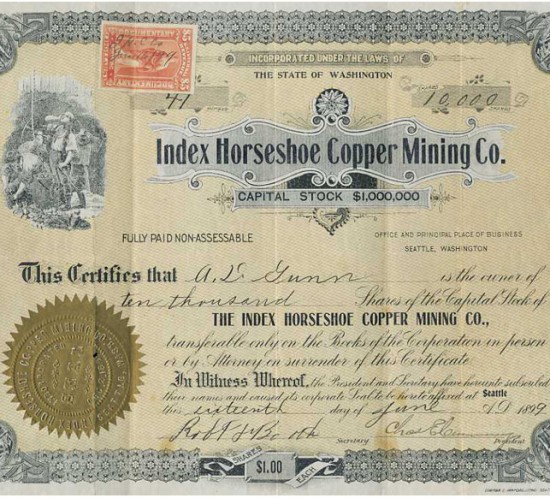 INCORPORATED UNDER THE LAWS OF
THE STATE OF WASHINGTON
$5 DOCUMENTARY $5
10,000
Index Horseshoe Copper Mining Co.
CAPITAL STOCK $1,000,000
FULLY PAID NON-ASSESSABLE
OFFICE AND PRINCIPAL PLACE OF BUSINESS
SEATTLE, WASHINGTON
This Certifies that A. D. Gunn is the owner of
ten thousand Shares of the Capital Stock of
THE INDEX HORSESHOE COPPER MINING CO.,
transferable only on the Books of the Corporation in person
or by Attorney on surrender of this Certificate.
In Witness Whereof, the President and Secretary have hereunto subscribed
their names and caused its corporate Seal to be hereto affixed at Seattle
this sixteenth day of June A.D. 1899
Secretary
President
SHARES $1.00 EACH